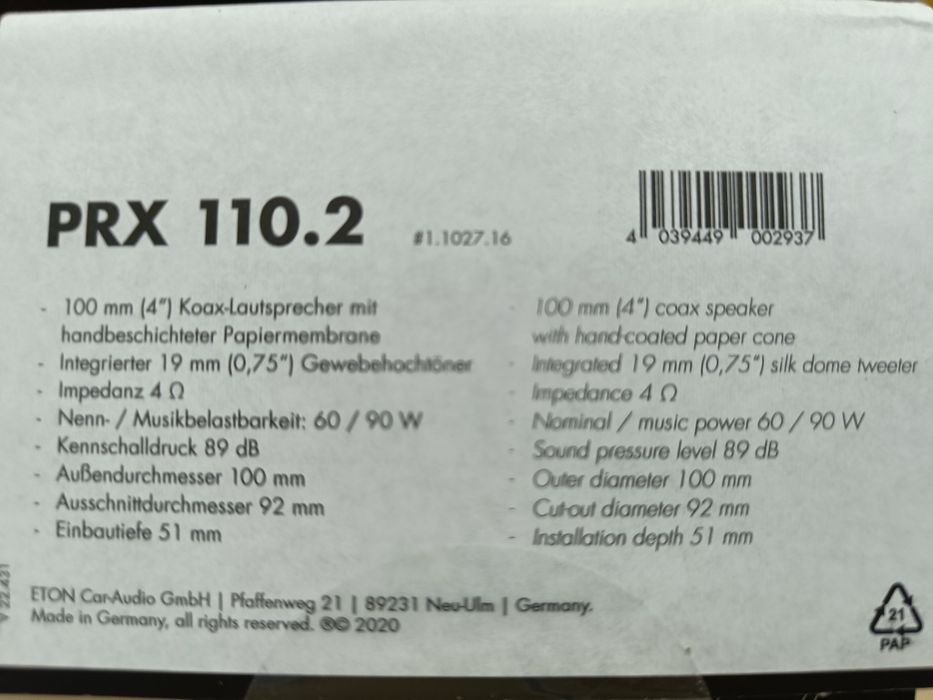 PRX 110.2
#1.1027.16
4 039449 002937
- 100 mm (4") Koax-Lautsprecher mit
handbeschichteter Papiermembrane
- Integrierter 19 mm (0,75") Gewebehochtöner
- Impedanz 4 Ω
- Nenn- / Musikbelastbarkeit: 60 / 90 W
- Kennschalldruck 89 dB
- Außendurchmesser 100 mm
- Ausschnittdurchmesser 92 mm
- Einbautiefe 51 mm
- 100 mm (4") coax speaker
with hand-coated paper cone
- Integrated 19 mm (0,75") silk dome tweeter
- Impedance 4 Ω
- Nominal / music power 60 / 90 W
- Sound pressure level 89 dB
- Outer diameter 100 mm
- Cut-out diameter 92 mm
- Installation depth 51 mm
ETON Car-Audio GmbH | Pfaffenweg 21 | 89231 Neu-Ulm | Germany.
Made in Germany, all rights reserved. ®© 2020
21
PAP